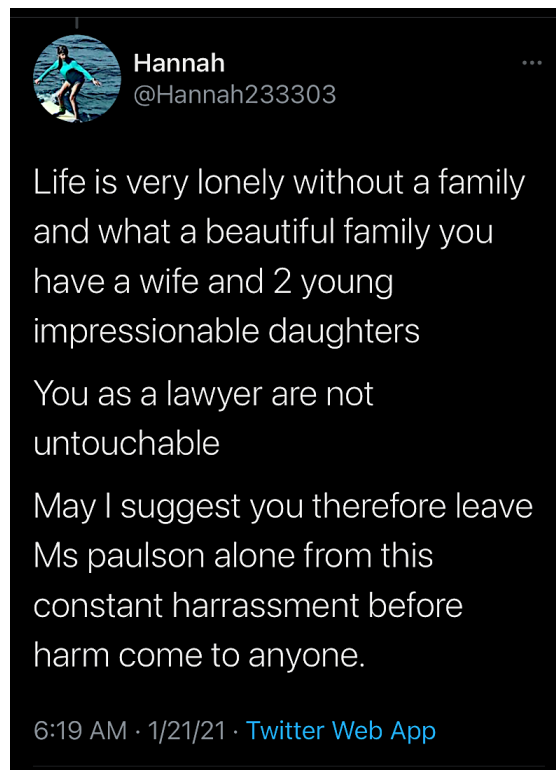 Hannah
@Hannah233303
Life is very lonely without a family
and what a beautiful family you
have a wife and 2 young
impressionable daughters
You as a lawyer are not
untouchable
May I suggest you therefore leave
Ms paulson alone from this
constant harrassment before
harm come to anyone.
6:19 AM · 1/21/21 · Twitter Web App